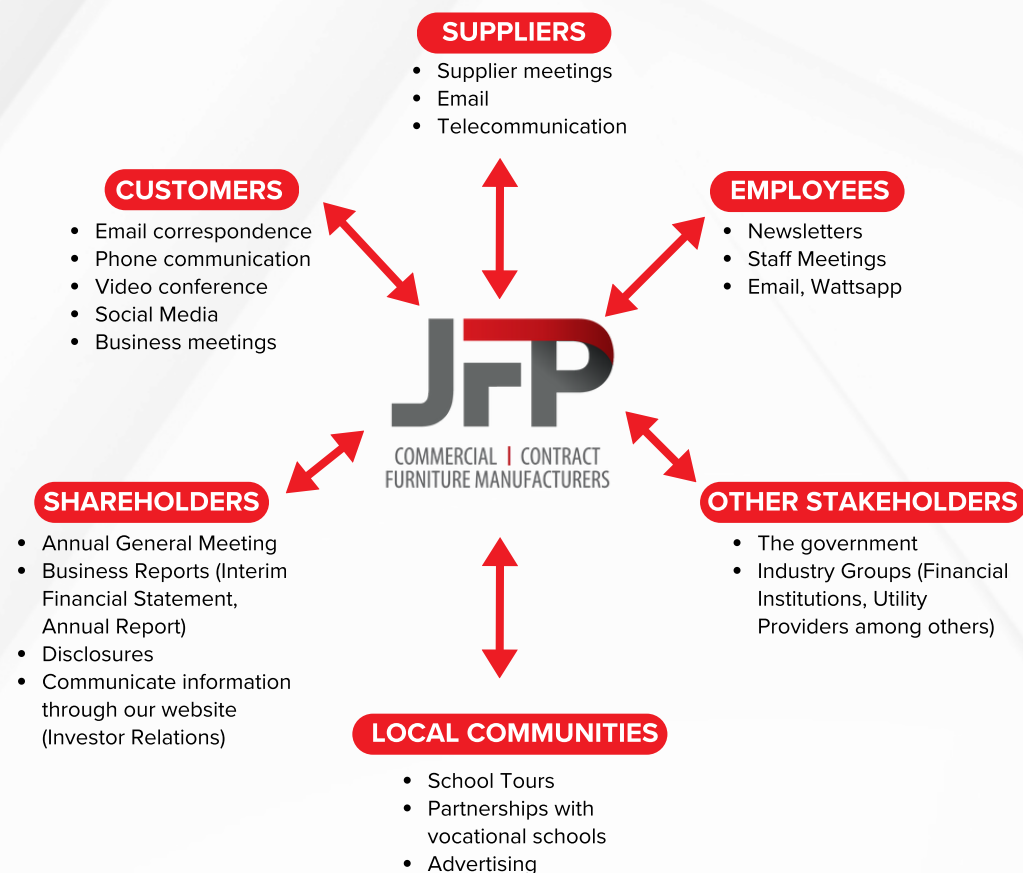 SUPPLIERS
• Supplier meetings
• Email
• Telecommunication
CUSTOMERS
• Email correspondence
• Phone communication
• Video conference
• Social Media
• Business meetings
EMPLOYEES
• Newsletters
• Staff Meetings
• Email, Wattsapp
JFP
COMMERCIAL | CONTRACT
FURNITURE MANUFACTURERS
SHAREHOLDERS
• Annual General Meeting
• Business Reports (Interim
Financial Statement,
Annual Report)
• Disclosures
• Communicate information
through our website
(Investor Relations)
OTHER STAKEHOLDERS
• The government
• Industry Groups (Financial
Institutions, Utility
Providers among others)
LOCAL COMMUNITIES
• School Tours
• Partnerships with
vocational schools
• Advertising